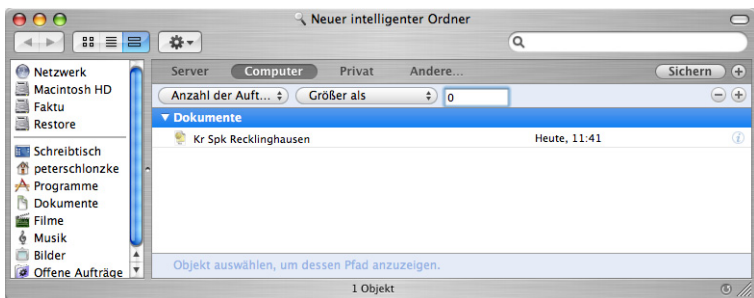 Neuer intelligenter Ordner
Netzwerk
Macintosh HD
Faktu
Restore
Schreibtisch
peterschlonzke
Programme
Dokumente
Filme
Musik
Bilder
Offene Aufträge
Server Computer Privat Andere... Sichern
Anzahl der Auft... Größer als 0
Dokumente
Kr Spk Recklinghausen Heute, 11:41
Objekt auswählen, um dessen Pfad anzuzeigen.
1 Objekt